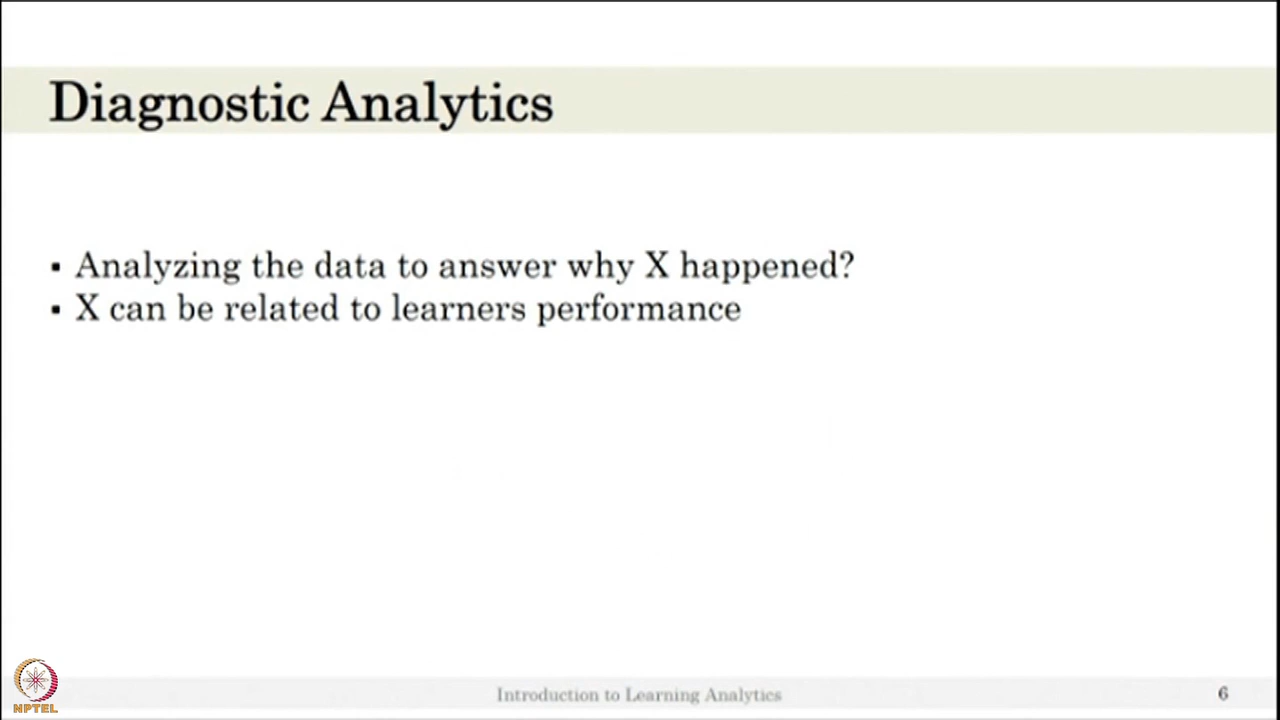 Diagnostic Analytics
▪ Analyzing the data to answer why X happened?
▪ X can be related to learners performance
NPTEL
Introduction to Learning Analytics
6